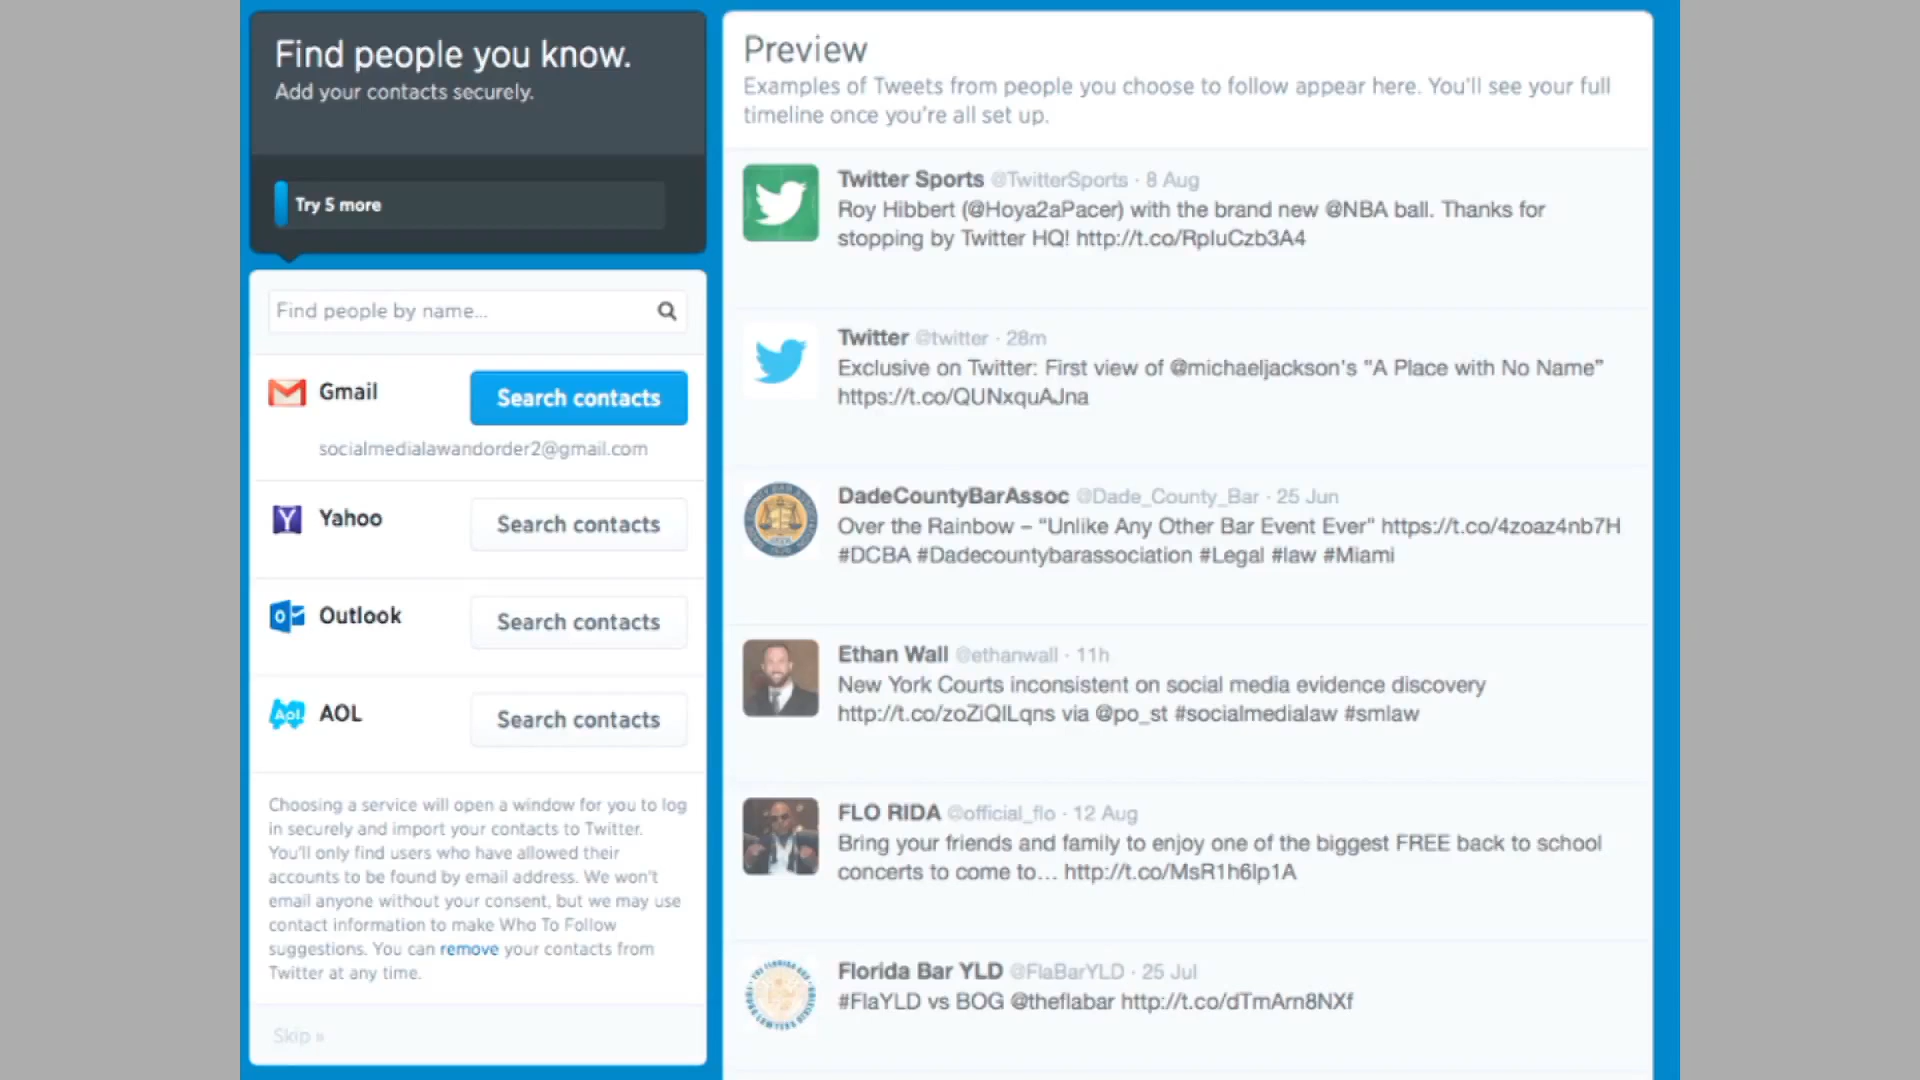 Find people you know.
Add your contacts securely.
Try 5 more
Find people by name...
Gmail
Search contacts
socialmedialawandorder2@gmail.com
Yahoo
Search contacts
Outlook
Search contacts
Aol.
AOL
Search contacts
Choosing a service will open a window for you to log
in securely and import your contacts to Twitter.
You'll only find users who have allowed their
accounts to be found by email address. We won't
email anyone without your consent, but we may use
contact information to make Who To Follow
suggestions. You can remove your contacts from
Twitter at any time.
Skip »
Preview
Examples of Tweets from people you choose to follow appear here. You'll see your full
timeline once you're all set up.
Twitter Sports @TwitterSports · 8 Aug
Roy Hibbert (@Hoya2aPacer) with the brand new @NBA ball. Thanks for
stopping by Twitter HQ! http://t.co/RpluCzb3A4
Twitter @twitter · 28m
Exclusive on Twitter: First view of @michaeljackson's "A Place with No Name"
https://t.co/QUNxquAJna
DadeCountyBarAssoc @Dade_County_Bar · 25 Jun
Over the Rainbow – "Unlike Any Other Bar Event Ever" https://t.co/4zoaz4nb7H
#DCBA #Dadecountybarassociation #Legal #law #Miami
Ethan Wall @ethanwall · 11h
New York Courts inconsistent on social media evidence discovery
http://t.co/zoZiQlLqns via @po_st #socialmedialaw #smlaw
FLO RIDA @official_flo · 12 Aug
Bring your friends and family to enjoy one of the biggest FREE back to school
concerts to come to… http://t.co/MsR1h6lp1A
Florida Bar YLD @FlaBarYLD · 25 Jul
#FlaYLD vs BOG @theflabar http://t.co/dTmArn8NXf